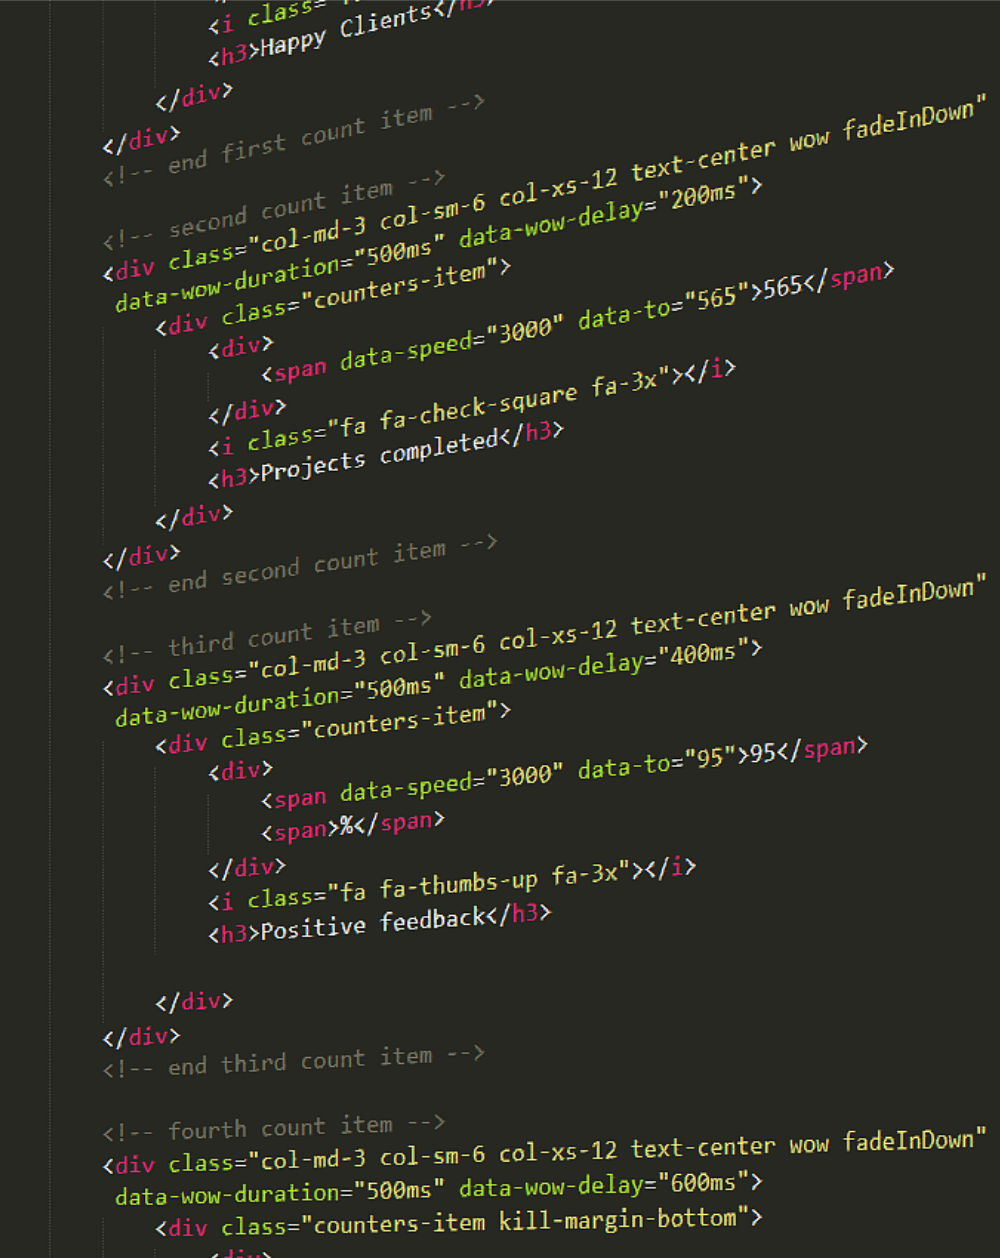 <i class=
<h3>Happy Clients</h3>
</div>
</div>
<!-- end first count item -->
<!-- second count item -->
<div class="col-md-3 col-sm-6 col-xs-12 text-center wow fadeInDown"
data-wow-duration="500ms" data-wow-delay="200ms">
<div class="counters-item">
<div>
<span data-speed="3000" data-to="565">565</span>
</div>
<i class="fa fa-check-square fa-3x"></i>
<h3>Projects completed</h3>
</div>
</div>
<!-- end second count item -->
<!-- third count item -->
<div class="col-md-3 col-sm-6 col-xs-12 text-center wow fadeInDown"
data-wow-duration="500ms" data-wow-delay="400ms">
<div class="counters-item">
<div>
<span data-speed="3000" data-to="95">95</span>
<span>%</span>
</div>
<i class="fa fa-thumbs-up fa-3x"></i>
<h3>Positive feedback</h3>
</div>
</div>
<!-- end third count item -->
<!-- fourth count item -->
<div class="col-md-3 col-sm-6 col-xs-12 text-center wow fadeInDown"
data-wow-duration="500ms" data-wow-delay="600ms">
<div class="counters-item kill-margin-bottom">
<div>